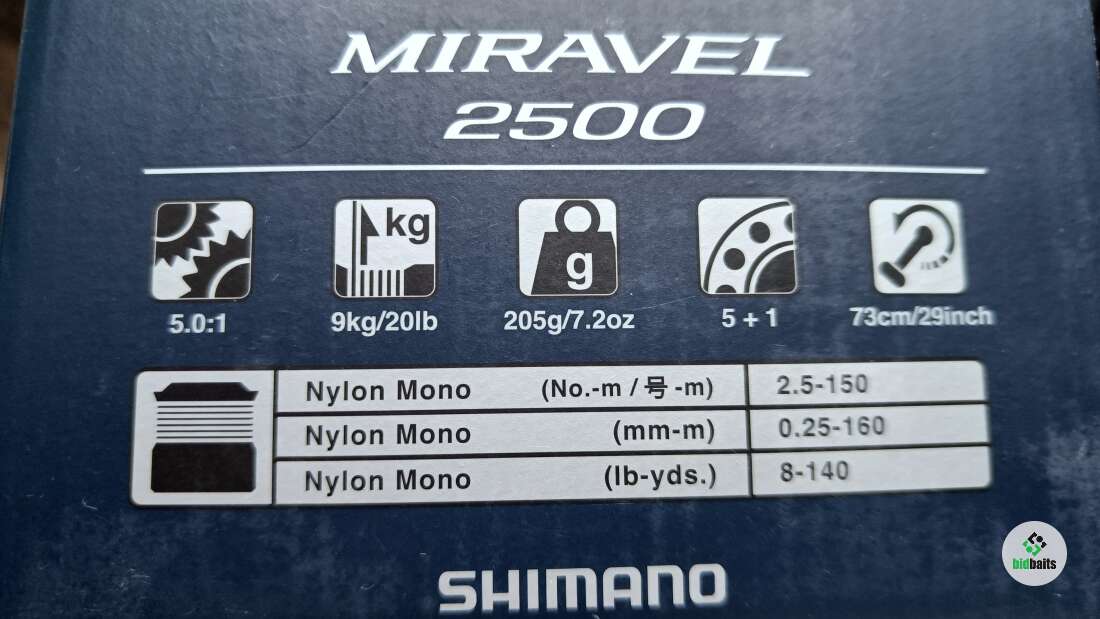 MIRAVEL
2500
kg
g
5.0:1 9kg/20lb 205g/7.2oz 5 + 1 73cm/29inch
Nylon Mono (No.-m / 号 -m) 2.5-150
Nylon Mono (mm-m) 0.25-160
Nylon Mono (lb-yds.) 8-140
bidbaits
SHIMANO